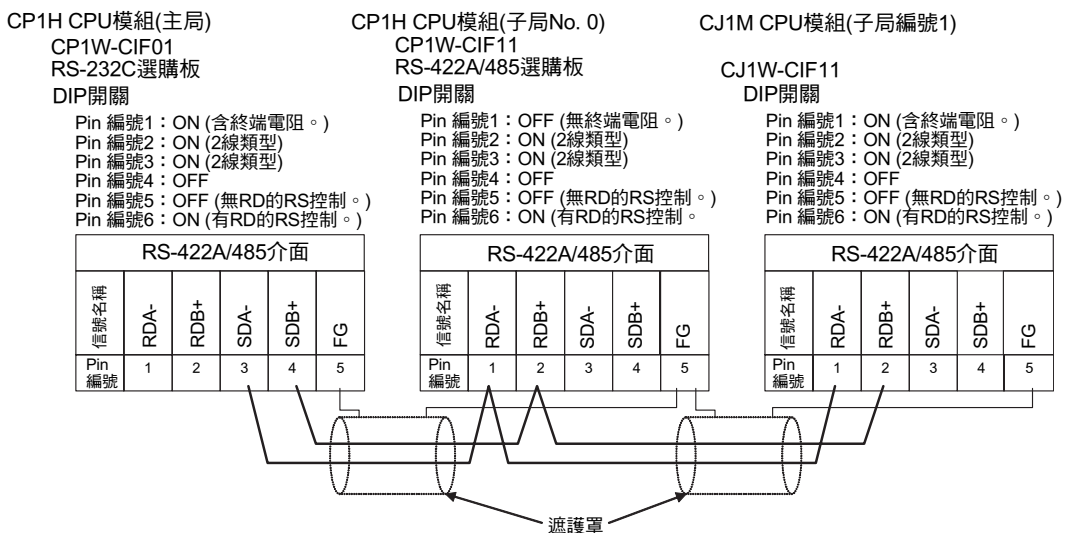 CP1H CPU模組(主局)
CP1W-CIF01
RS-232C選購板
DIP開關
Pin 編號1：ON (含終端電阻。)
Pin 編號2：ON (2線類型)
Pin 編號3：ON (2線類型)
Pin 編號4：OFF
Pin 編號5：OFF (無RD的RS控制。)
Pin 編號6：ON (有RD的RS控制。)
RS-422A/485介面
信號名稱 RDA- RDB+ SDA- SDB+ FG
Pin 編號 1 2 3 4 5
CP1H CPU模組(子局No. 0)
CP1W-CIF11
RS-422A/485選購板
DIP開關
Pin 編號1：OFF (無終端電阻。)
Pin 編號2：ON (2線類型)
Pin 編號3：ON (2線類型)
Pin 編號4：OFF
Pin 編號5：OFF (無RD的RS控制。)
Pin 編號6：ON (有RD的RS控制。
RS-422A/485介面
信號名稱 RDA- RDB+ SDA- SDB+ FG
Pin 編號 1 2 3 4 5
CJ1M CPU模組(子局編號1)
CJ1W-CIF11
DIP開關
Pin 編號1：ON (含終端電阻。)
Pin 編號2：ON (2線類型)
Pin 編號3：ON (2線類型)
Pin 編號4：OFF
Pin 編號5：OFF (無RD的RS控制。)
Pin 編號6：ON (有RD的RS控制。)
RS-422A/485介面
信號名稱 RDA- RDB+ SDA- SDB+ FG
Pin 編號 1 2 3 4 5
遮護罩